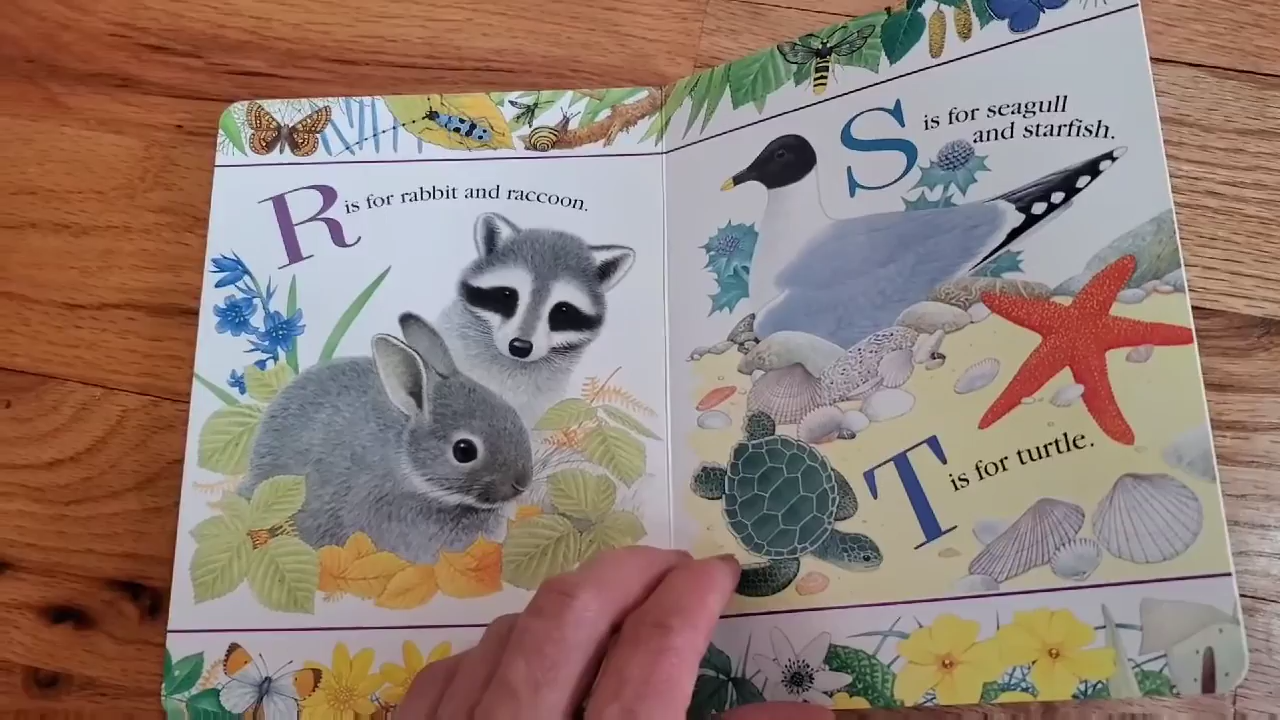 R is for rabbit and raccoon.
S is for seagull
and starfish.
T is for turtle.